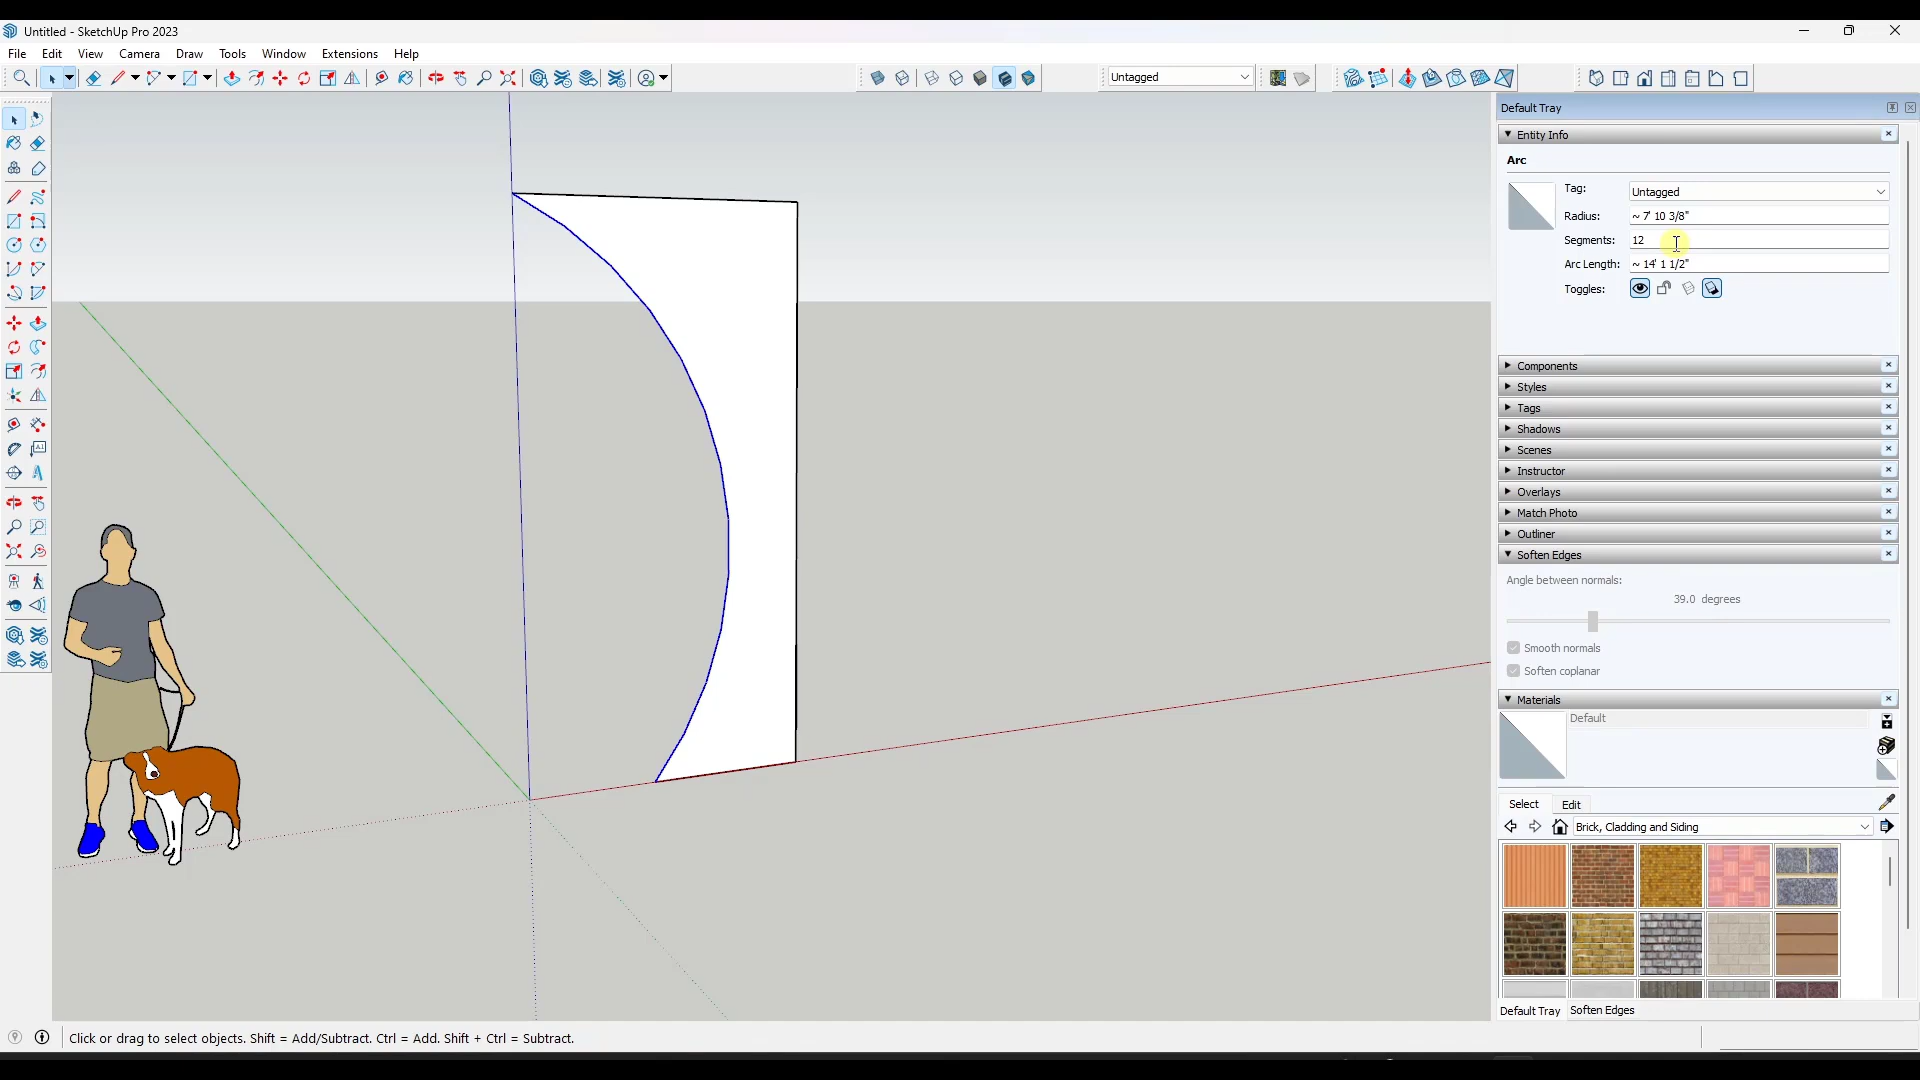 Untitled - SketchUp Pro 2023
File Edit View Camera Draw Tools Window Extensions Help
Untagged
Default Tray
Entity Info
Arc
Tag: Untagged
Radius: ~ 7' 10 3/8"
Segments: 12
Arc Length: ~ 14' 1 1/2"
Toggles:
Components
Styles
Tags
Shadows
Scenes
Instructor
Overlays
Match Photo
Outliner
Soften Edges
Angle between normals:
39.0 degrees
Smooth normals
Soften coplanar
Materials
Default
Select Edit
Brick, Cladding and Siding
Default Tray Soften Edges
Click or drag to select objects. Shift = Add/Subtract. Ctrl = Add. Shift + Ctrl = Subtract.